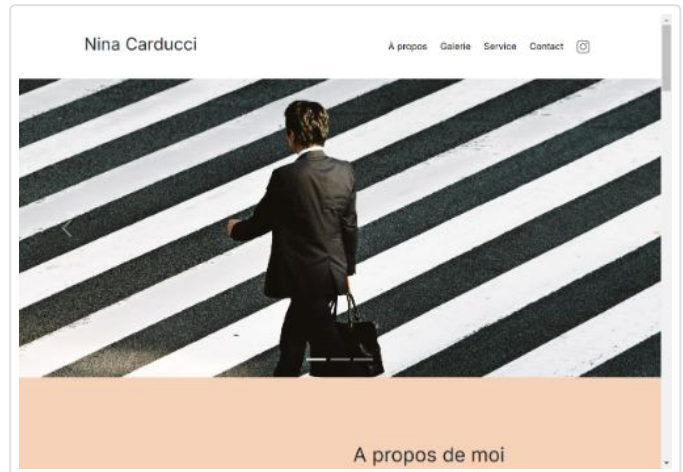 Nina Carducci
À propos Galerie Service Contact
A propos de moi